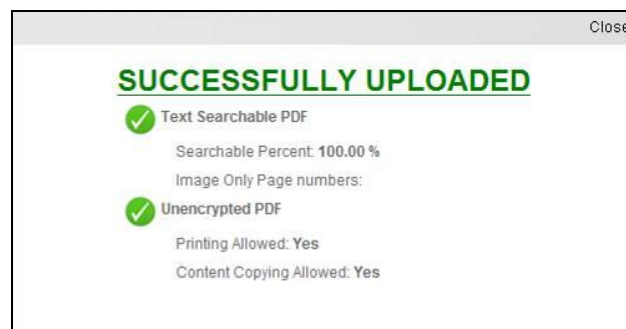 Close
SUCCESSFULLY UPLOADED
Text Searchable PDF
Searchable Percent: 100.00 %
Image Only Page numbers:
Unencrypted PDF
Printing Allowed: Yes
Content Copying Allowed: Yes